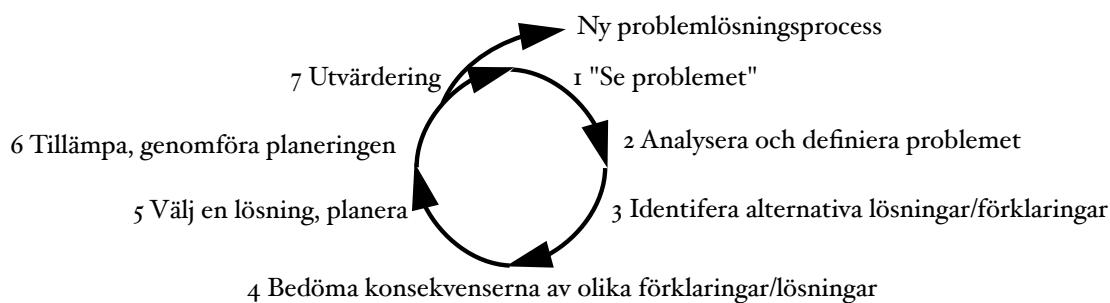 Ny problemlösningsprocess
7 Utvärdering
1 "Se problemet"
6 Tillämpa, genomföra planeringen
2 Analysera och definiera problemet
5 Välj en lösning, planera
3 Identifera alternativa lösningar/förklaringar
4 Bedöma konsekvenserna av olika förklaringar/lösningar